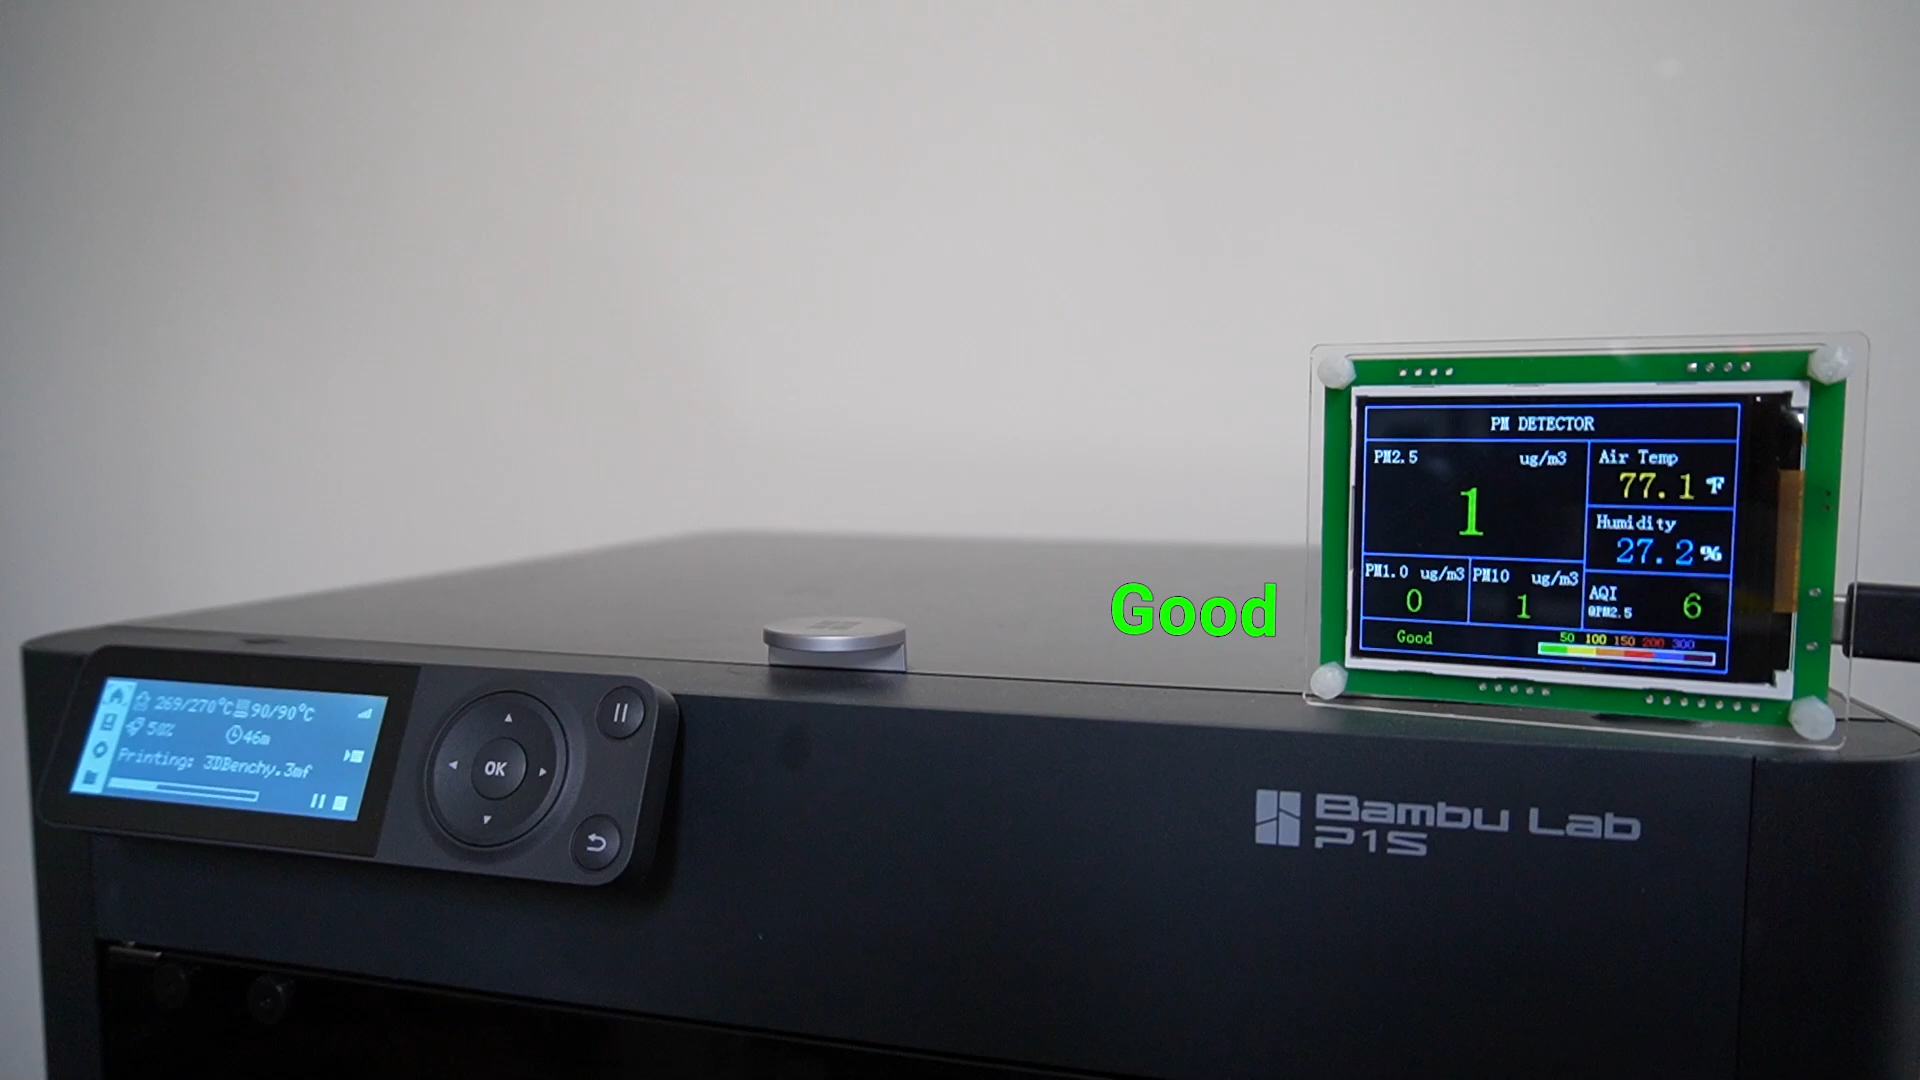 PM DETECTOR
PM2.5 ug/m3
1
Air Temp
77.1 ℉
Humidity
27.2 %
PM1.0 ug/m3
0
PM10 ug/m3
1
AQI
@PM2.5
6
Good
50 100 150 200 300
Good
269/270°C 90/90°C
50% 46m
Printing: 3DBenchy.3mf
OK
Bambu Lab
P1S